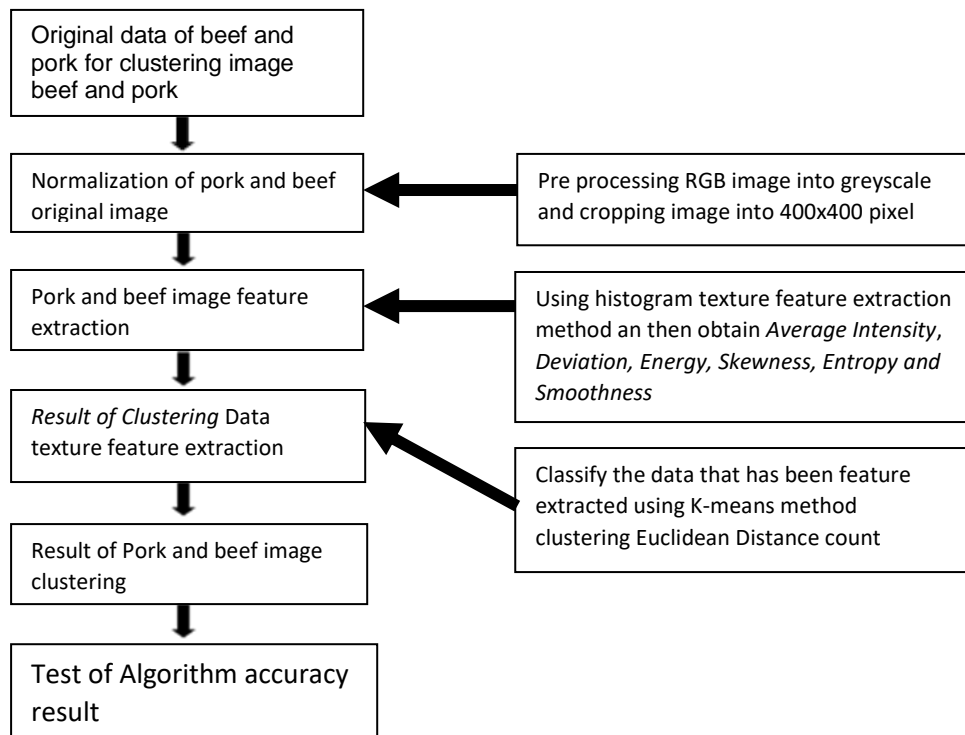 Original data of beef and
pork for clustering image
beef and pork
Normalization of pork and beef
original image
Pre processing RGB image into greyscale
and cropping image into 400x400 pixel
Pork and beef image feature
extraction
Using histogram texture feature extraction
method an then obtain Average Intensity,
Deviation, Energy, Skewness, Entropy and
Smoothness
Result of Clustering Data
texture feature extraction
Classify the data that has been feature
extracted using K-means method
clustering Euclidean Distance count
Result of Pork and beef image
clustering
Test of Algorithm accuracy
result